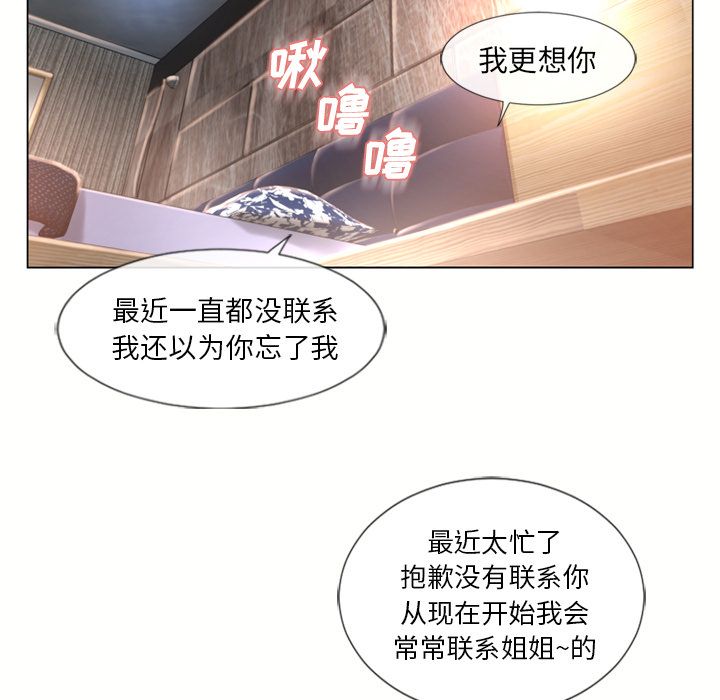 我更想你
啾
噜
噜
最近一直都没联系
我还以为你忘了我
最近太忙了
抱歉没有联系你
从现在开始我会
常常联系姐姐~的